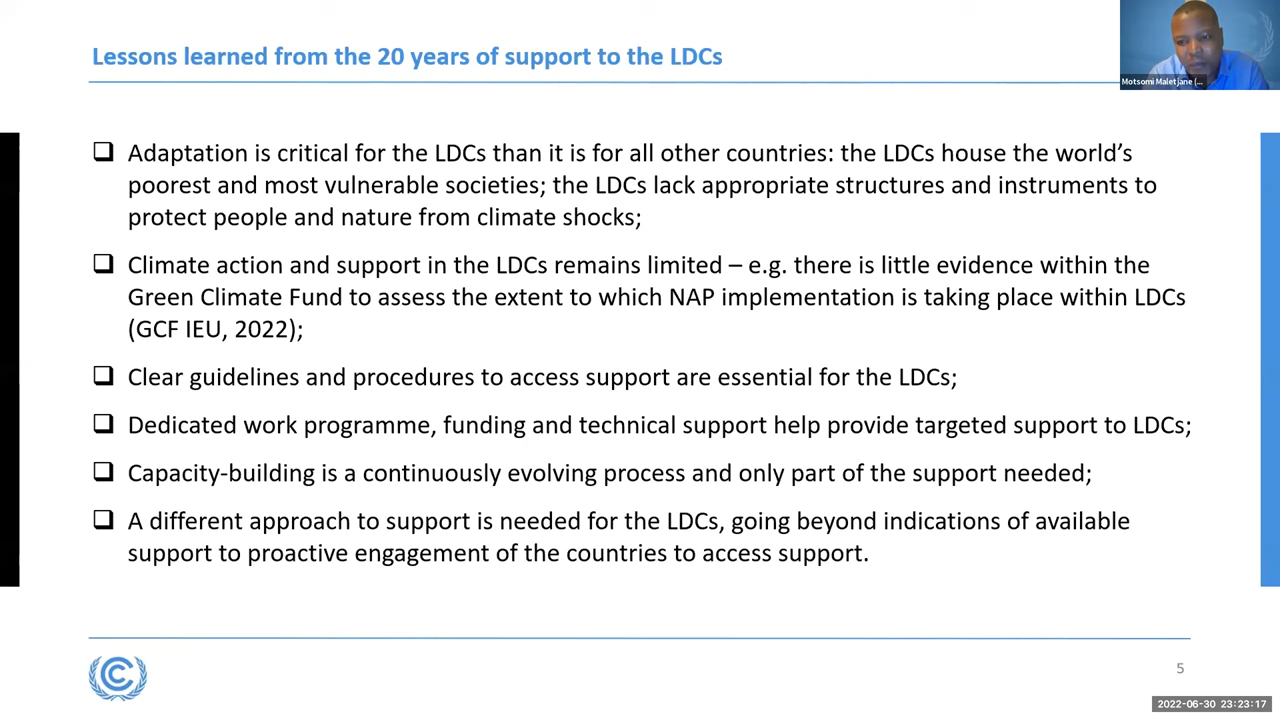 Lessons learned from the 20 years of support to the LDCs
Motsomi Maletjane (...
❑ Adaptation is critical for the LDCs than it is for all other countries: the LDCs house the world’s
poorest and most vulnerable societies; the LDCs lack appropriate structures and instruments to
protect people and nature from climate shocks;
❑ Climate action and support in the LDCs remains limited – e.g. there is little evidence within the
Green Climate Fund to assess the extent to which NAP implementation is taking place within LDCs
(GCF IEU, 2022);
❑ Clear guidelines and procedures to access support are essential for the LDCs;
❑ Dedicated work programme, funding and technical support help provide targeted support to LDCs;
❑ Capacity-building is a continuously evolving process and only part of the support needed;
❑ A different approach to support is needed for the LDCs, going beyond indications of available
support to proactive engagement of the countries to access support.
5
2022-06-30 23:23:17